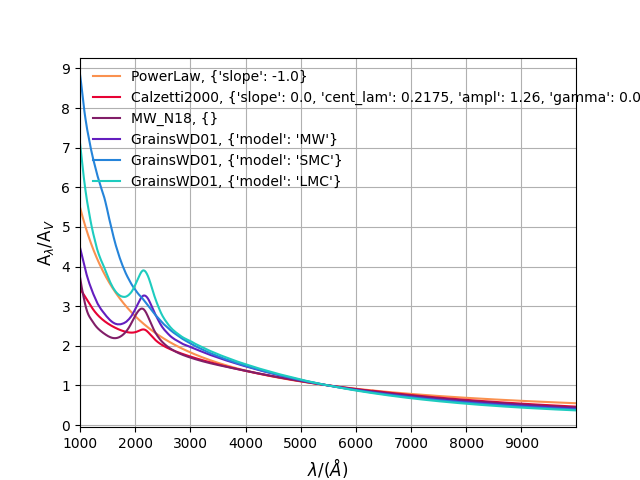 9
8
7
6
5
4
3
2
1
0
A_λ/A_V
PowerLaw, {'slope': -1.0}
Calzetti2000, {'slope': 0.0, 'cent_lam': 0.2175, 'ampl': 1.26, 'gamma': 0.0
MW_N18, {}
GrainsWD01, {'model': 'MW'}
GrainsWD01, {'model': 'SMC'}
GrainsWD01, {'model': 'LMC'}
1000 2000 3000 4000 5000 6000 7000 8000 9000
λ/(Å)